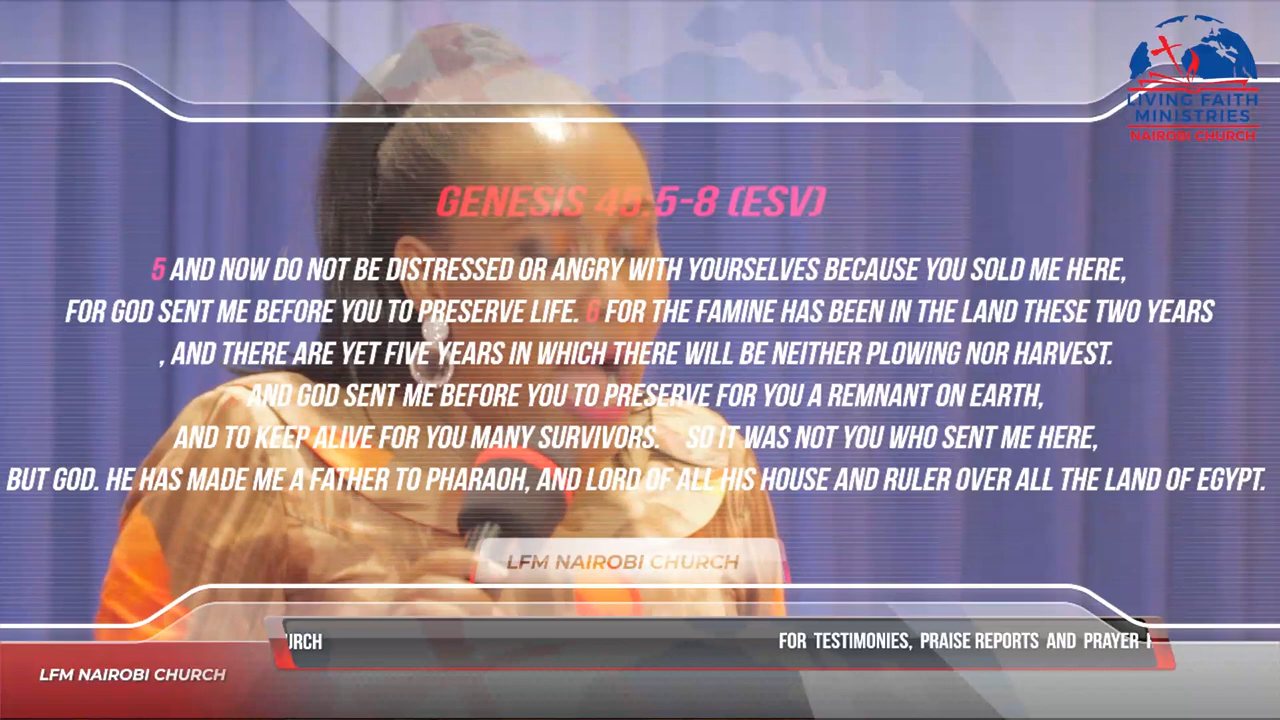 LIVING FAITH
MINISTRIES
NAIROBI CHURCH
GENESIS 45:5-8 (ESV)
5 AND NOW DO NOT BE DISTRESSED OR ANGRY WITH YOURSELVES BECAUSE YOU SOLD ME HERE,
FOR GOD SENT ME BEFORE YOU TO PRESERVE LIFE. 6 FOR THE FAMINE HAS BEEN IN THE LAND THESE TWO YEARS
, AND THERE ARE YET FIVE YEARS IN WHICH THERE WILL BE NEITHER PLOWING NOR HARVEST.
AND GOD SENT ME BEFORE YOU TO PRESERVE FOR YOU A REMNANT ON EARTH,
AND TO KEEP ALIVE FOR YOU MANY SURVIVORS. SO IT WAS NOT YOU WHO SENT ME HERE,
BUT GOD. HE HAS MADE ME A FATHER TO PHARAOH, AND LORD OF ALL HIS HOUSE AND RULER OVER ALL THE LAND OF EGYPT.
LFM NAIROBI CHURCH
URCH FOR TESTIMONIES, PRAISE REPORTS AND PRAYER
LFM NAIROBI CHURCH